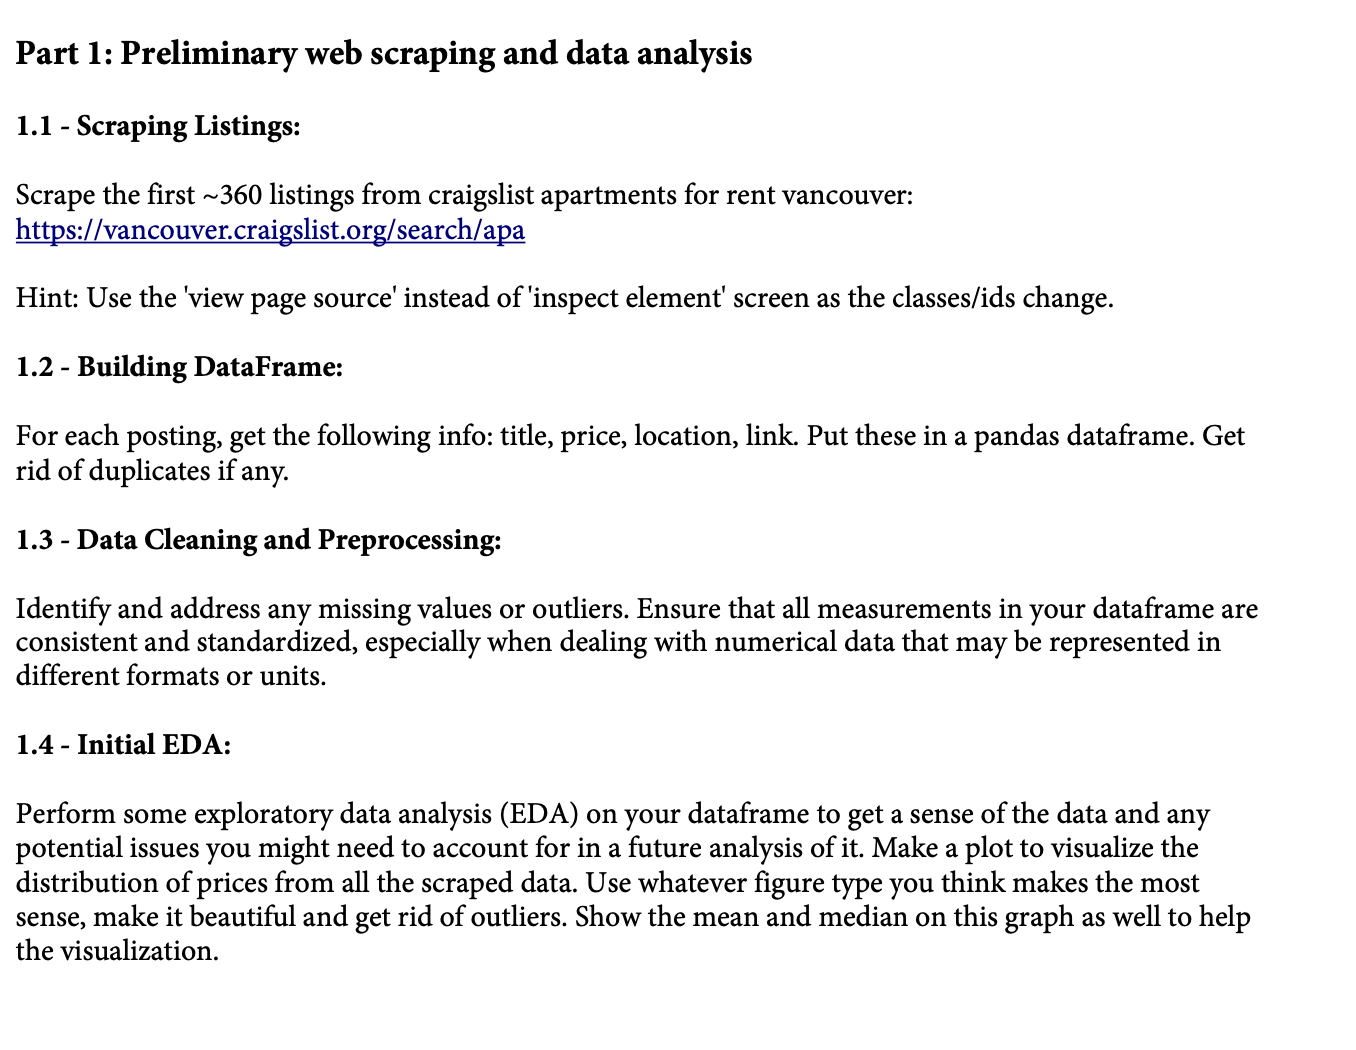 Part 1: Preliminary web scraping and data analysis
1.1 - Scraping Listings:
Scrape the first ~360 listings from craigslist apartments for rent vancouver:
https://vancouver.craigslist.org/search/apa
Hint: Use the 'view page source' instead of 'inspect element' screen as the classes/ids change.
1.2 - Building DataFrame:
For each posting, get the following info: title, price, location, link. Put these in a pandas dataframe. Get
rid of duplicates if any.
1.3 - Data Cleaning and Preprocessing:
Identify and address any missing values or outliers. Ensure that all measurements in your dataframe are
consistent and standardized, especially when dealing with numerical data that may be represented in
different formats or units.
1.4 - Initial EDA:
Perform some exploratory data analysis (EDA) on your dataframe to get a sense of the data and any
potential issues you might need to account for in a future analysis of it. Make a plot to visualize the
distribution of prices from all the scraped data. Use whatever figure type you think makes the most
sense, make it beautiful and get rid of outliers. Show the mean and median on this graph as well to help
the visualization.